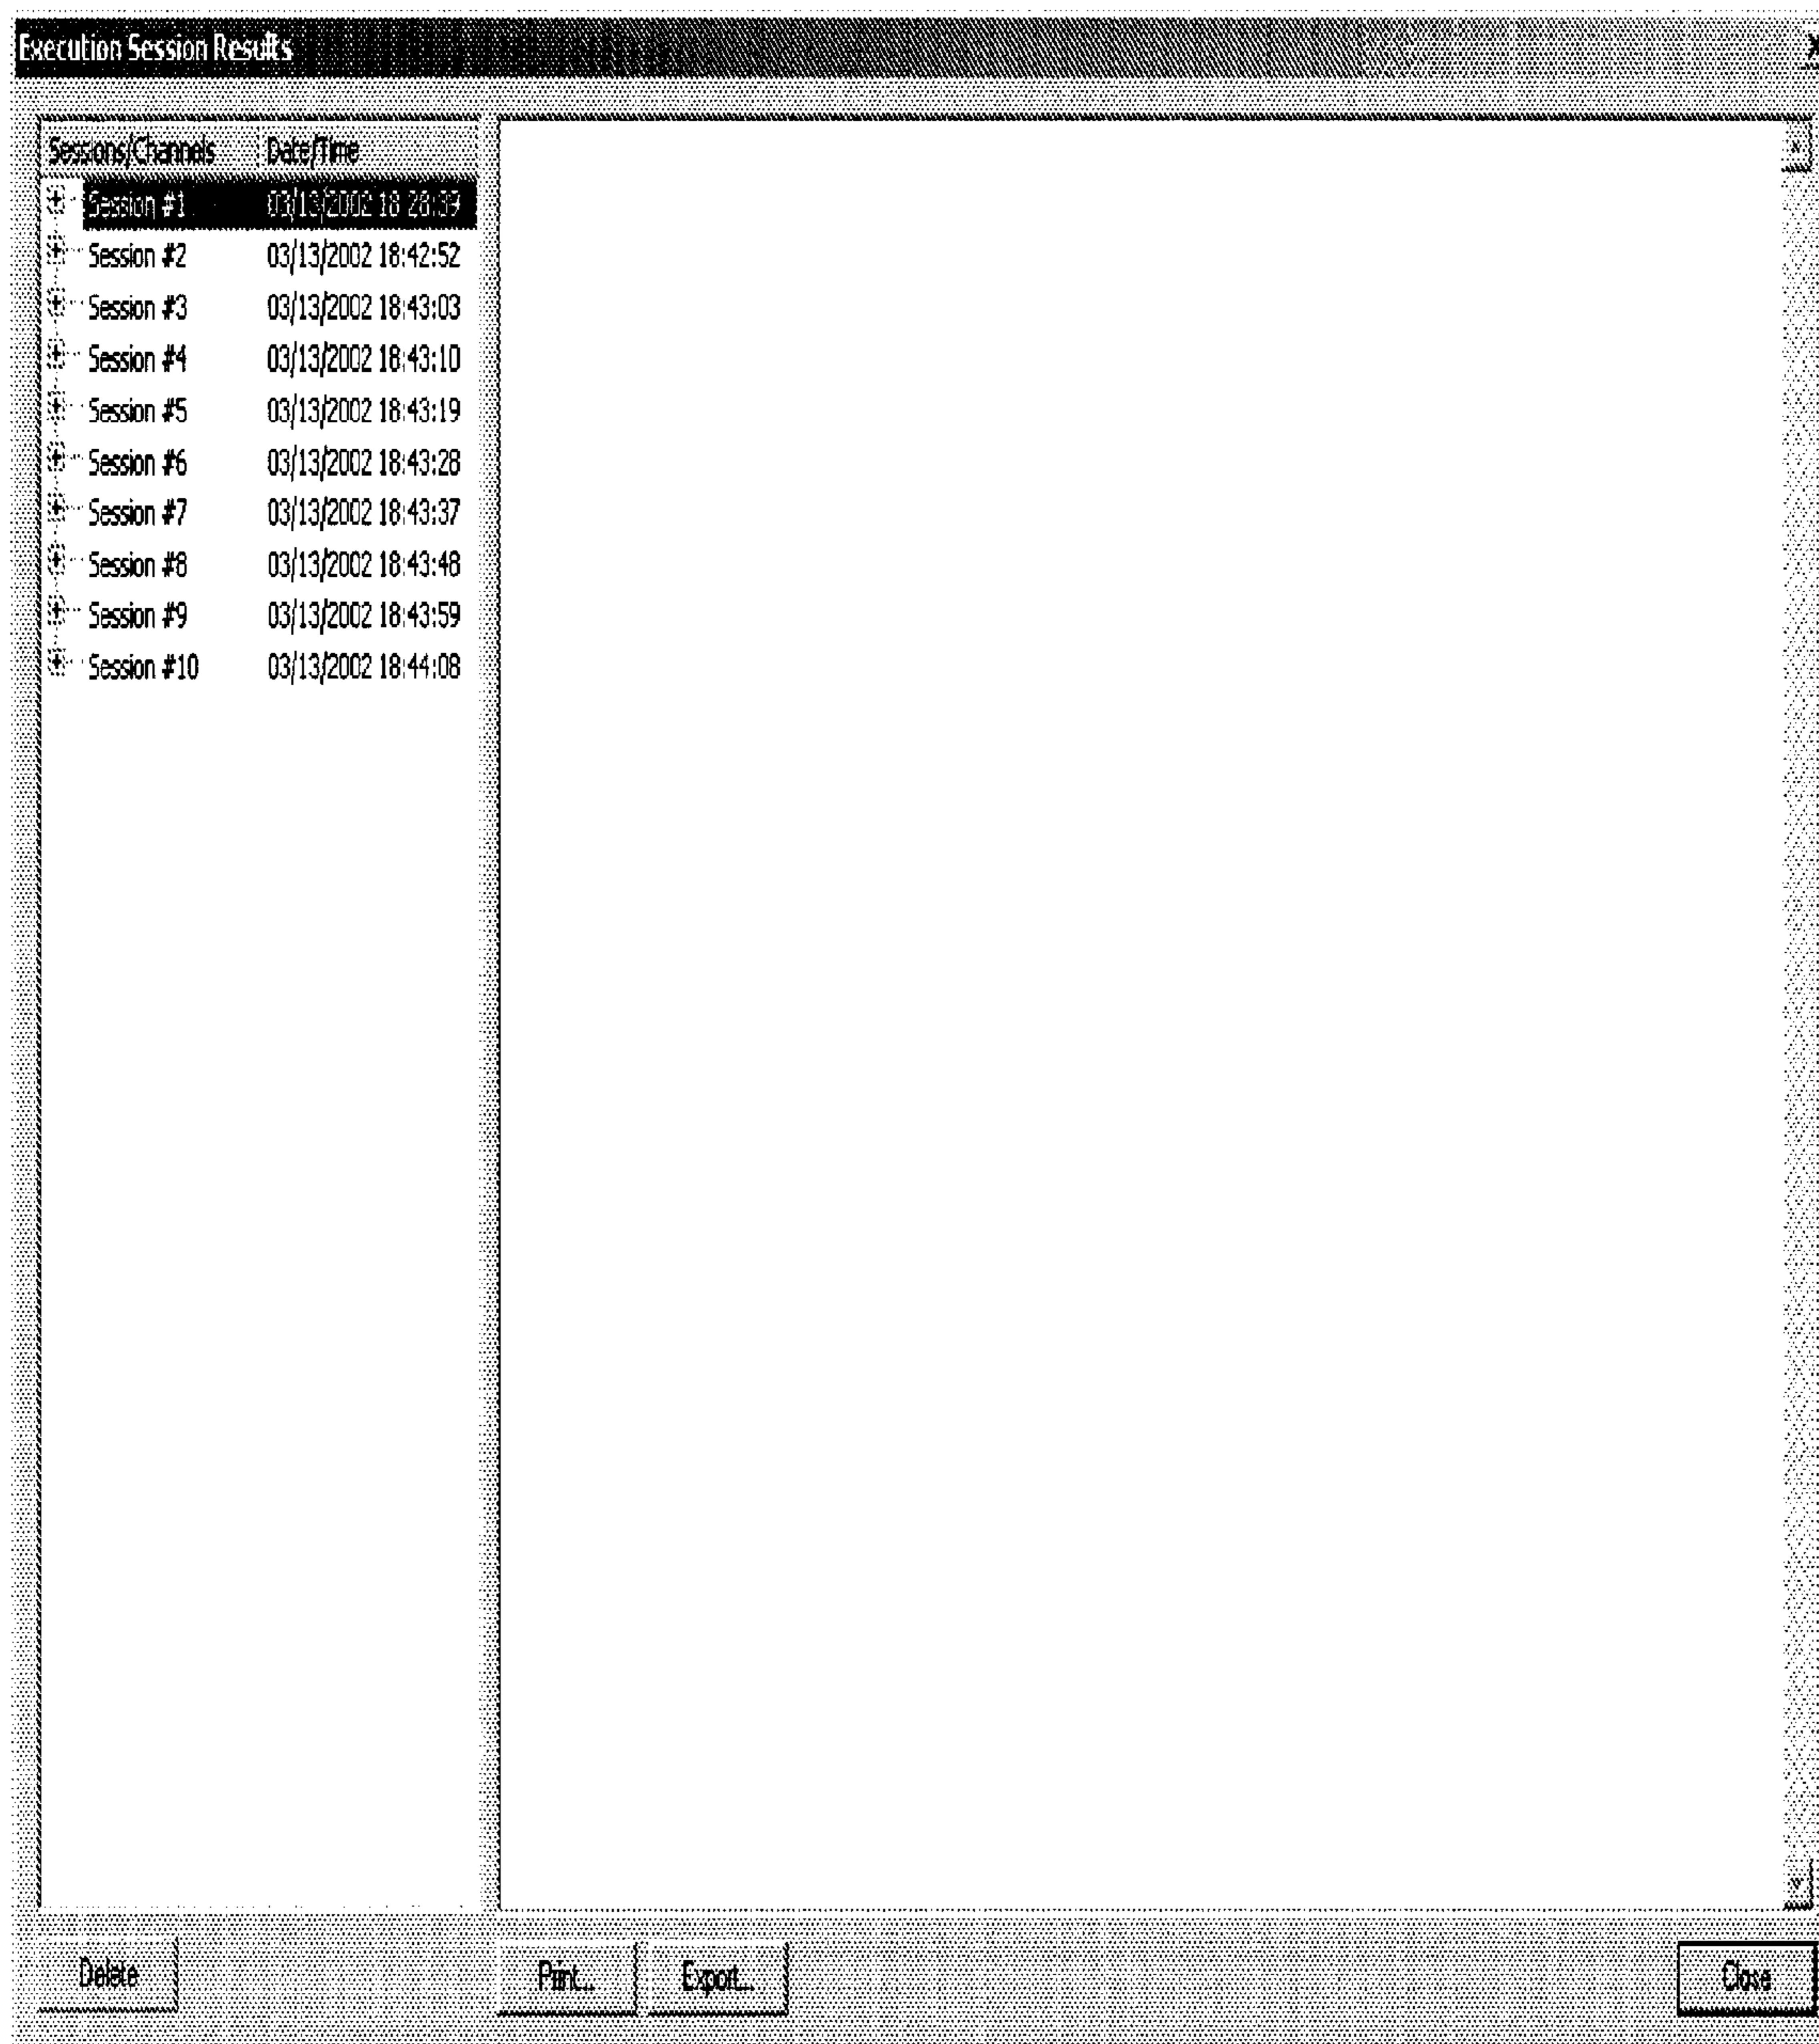 Execution Session Results
Sessions/Channels Date/Time
Session #1 03/13/2002 18:28:39
Session #2 03/13/2002 18:42:52
Session #3 03/13/2002 18:43:03
Session #4 03/13/2002 18:43:10
Session #5 03/13/2002 18:43:19
Session #6 03/13/2002 18:43:28
Session #7 03/13/2002 18:43:37
Session #8 03/13/2002 18:43:48
Session #9 03/13/2002 18:43:59
Session #10 03/13/2002 18:44:08
Delete Print... Export... Close